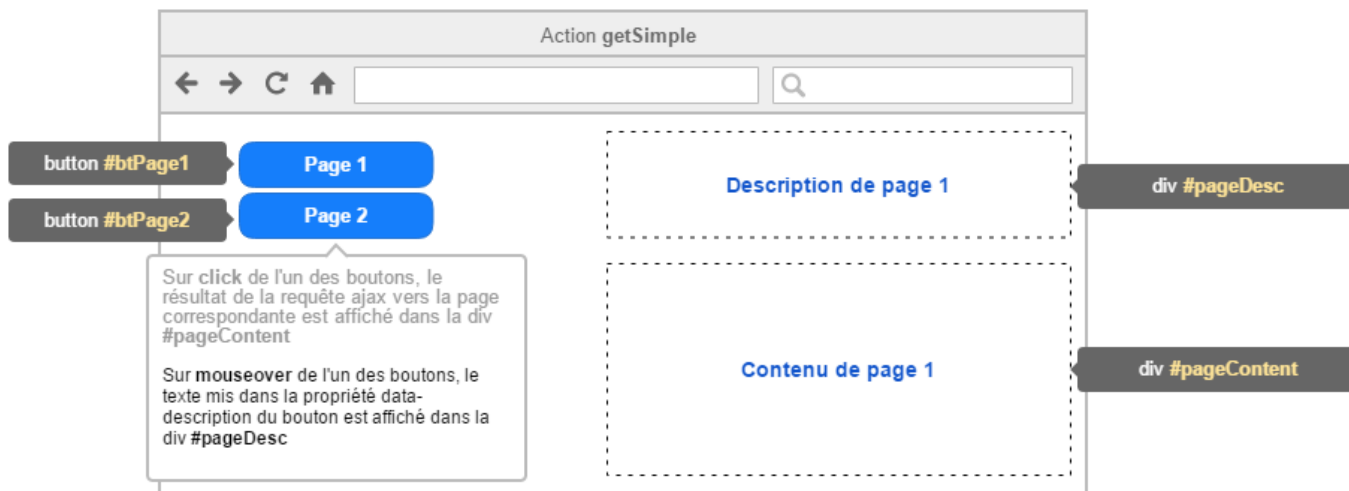 Action getSimple
button #btPage1
Page 1
button #btPage2
Page 2
Sur click de l'un des boutons, le
résultat de la requête ajax vers la page
correspondante est affiché dans la div
#pageContent
Sur mouseover de l'un des boutons, le
texte mis dans la propriété data-
description du bouton est affiché dans la
div #pageDesc
Description de page 1
div #pageDesc
Contenu de page 1
div #pageContent